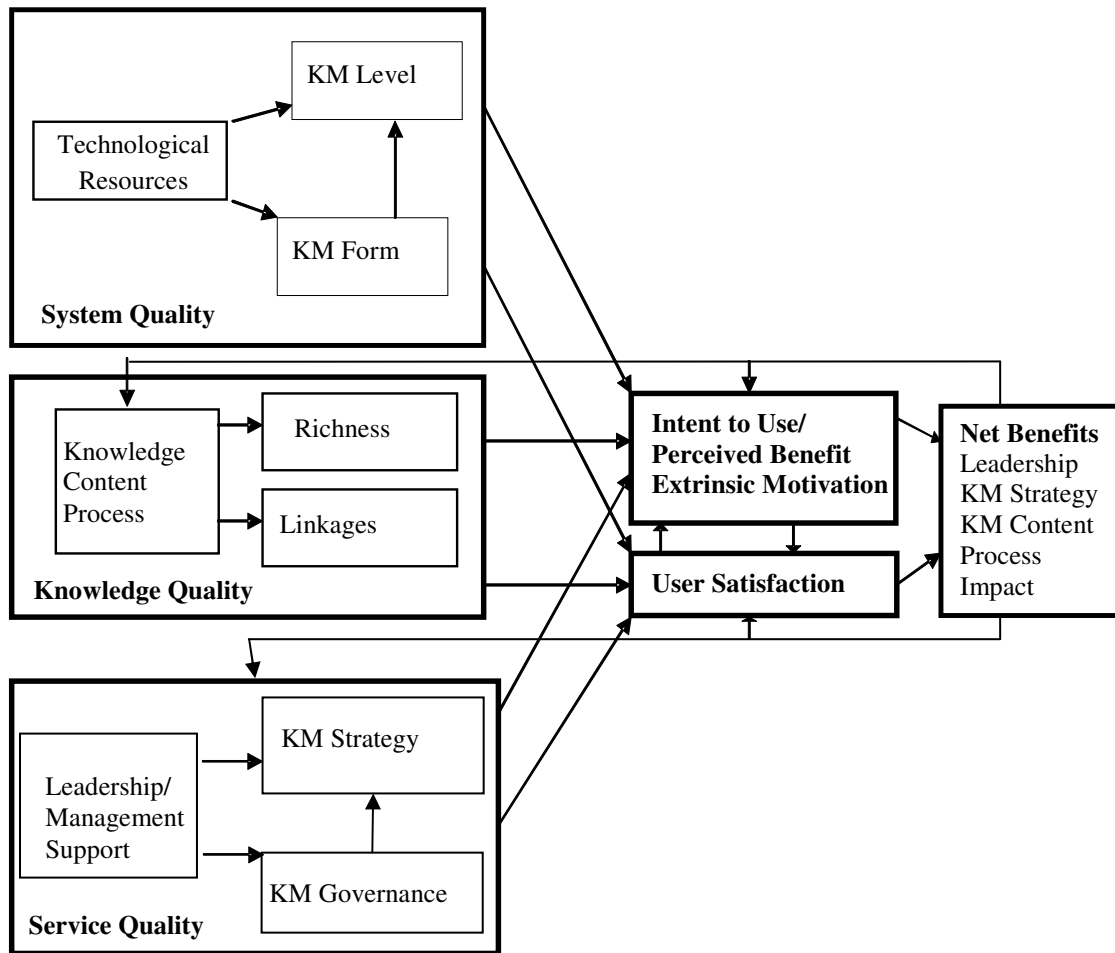 KM Level
Technological
Resources
KM Form
System Quality
Knowledge
Content
Process
Richness
Linkages
Knowledge Quality
Leadership/
Management
Support
KM Strategy
KM Governance
Service Quality
Intent to Use/
Perceived Benefit
Extrinsic Motivation
User Satisfaction
Net Benefits
Leadership
KM Strategy
KM Content
Process
Impact